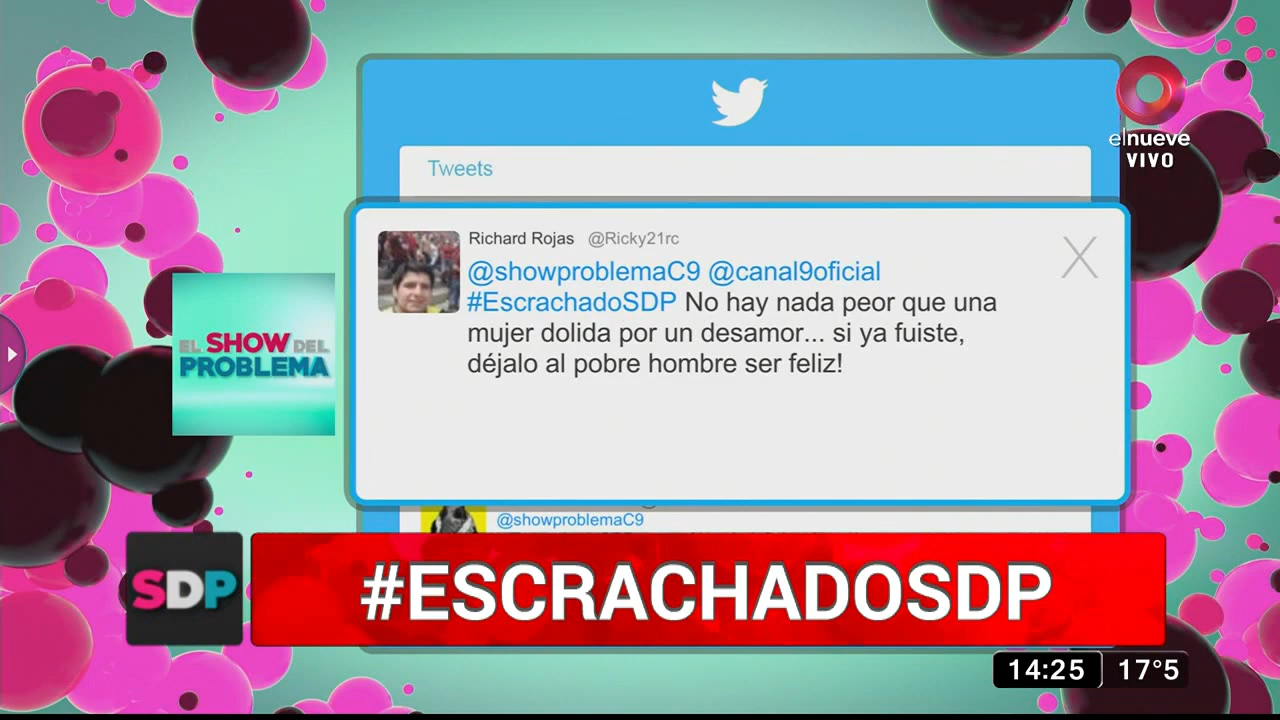 elnueve
VIVO
Tweets
Richard Rojas @Ricky21rc
@showproblemaC9 @canal9oficial
#EscrachadoSDP No hay nada peor que una
mujer dolida por un desamor... si ya fuiste,
déjalo al pobre hombre ser feliz!
EL SHOW DEL
PROBLEMA
@showproblemaC9
SDP
#ESCRACHADOSDP
14:25 17°5